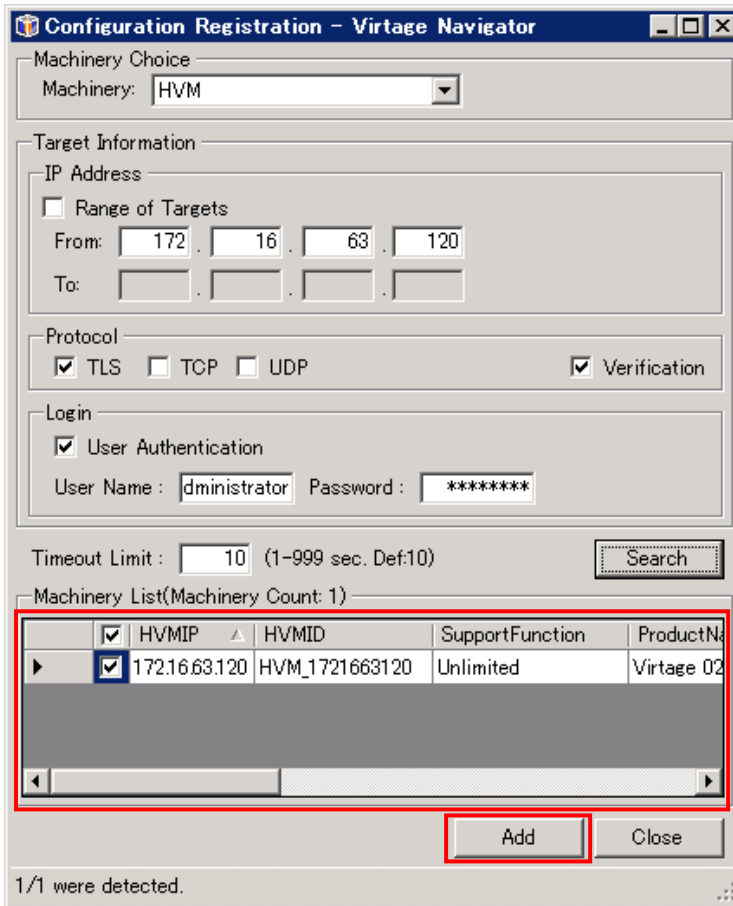 Configuration Registration - Virtage Navigator
Machinery Choice
Machinery: HVM
Target Information
IP Address
Range of Targets
From: 172 . 16 . 63 . 120
To: . . .
Protocol
TLS TCP UDP Verification
Login
User Authentication
User Name : dministrator Password : ********
Timeout Limit : 10 (1-999 sec. Def:10) Search
Machinery List(Machinery Count: 1)
HVMIP HVMID SupportFunction ProductNa
172.16.63.120 HVM_1721663120 Unlimited Virtage 02
Add Close
1/1 were detected.